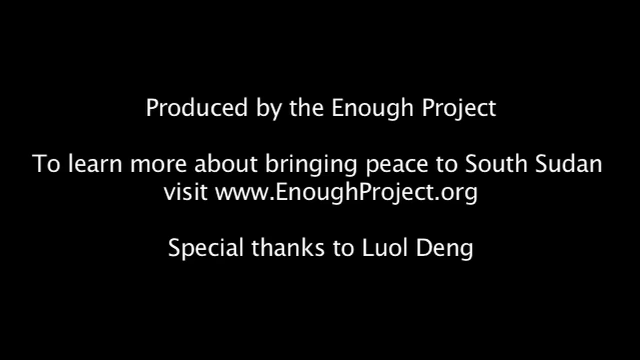 Produced by the Enough Project
To learn more about bringing peace to South Sudan
visit www.EnoughProject.org
Special thanks to Luol Deng